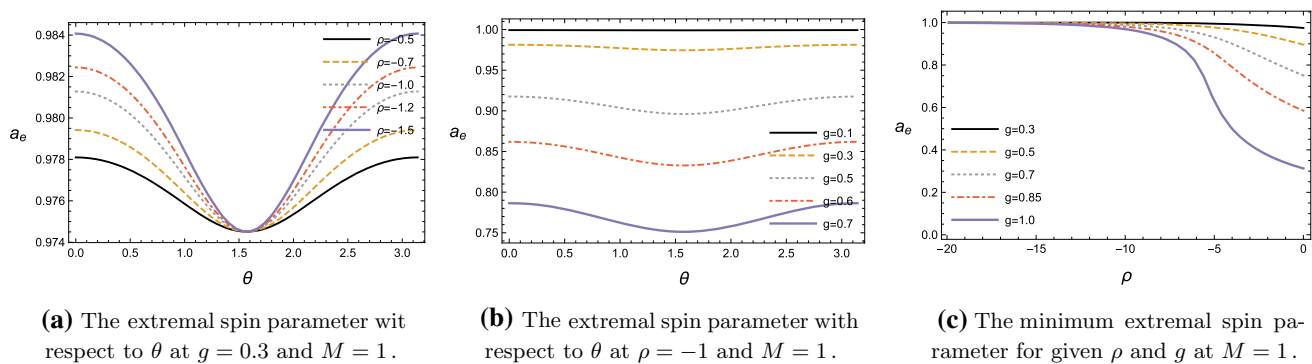 0.984
0.982
0.980
0.978
0.976
0.974
a_e
0.0 0.5 1.0 1.5 2.0 2.5 3.0
θ
ρ=-0.5
ρ=-0.7
ρ=-1.0
ρ=-1.2
ρ=-1.5
(a) The extremal spin parameter wit
respect to θ at g = 0.3 and M = 1.
1.00
0.95
0.90
0.85
0.80
0.75
a_e
0.0 0.5 1.0 1.5 2.0 2.5 3.0
θ
g=0.1
g=0.3
g=0.5
g=0.6
g=0.7
(b) The extremal spin parameter with
respect to θ at ρ = −1 and M = 1.
1.0
0.8
0.6
0.4
0.2
0.0
a_e
-20 -15 -10 -5 0
ρ
g=0.3
g=0.5
g=0.7
g=0.85
g=1.0
(c) The minimum extremal spin pa-
rameter for given ρ and g at M = 1.